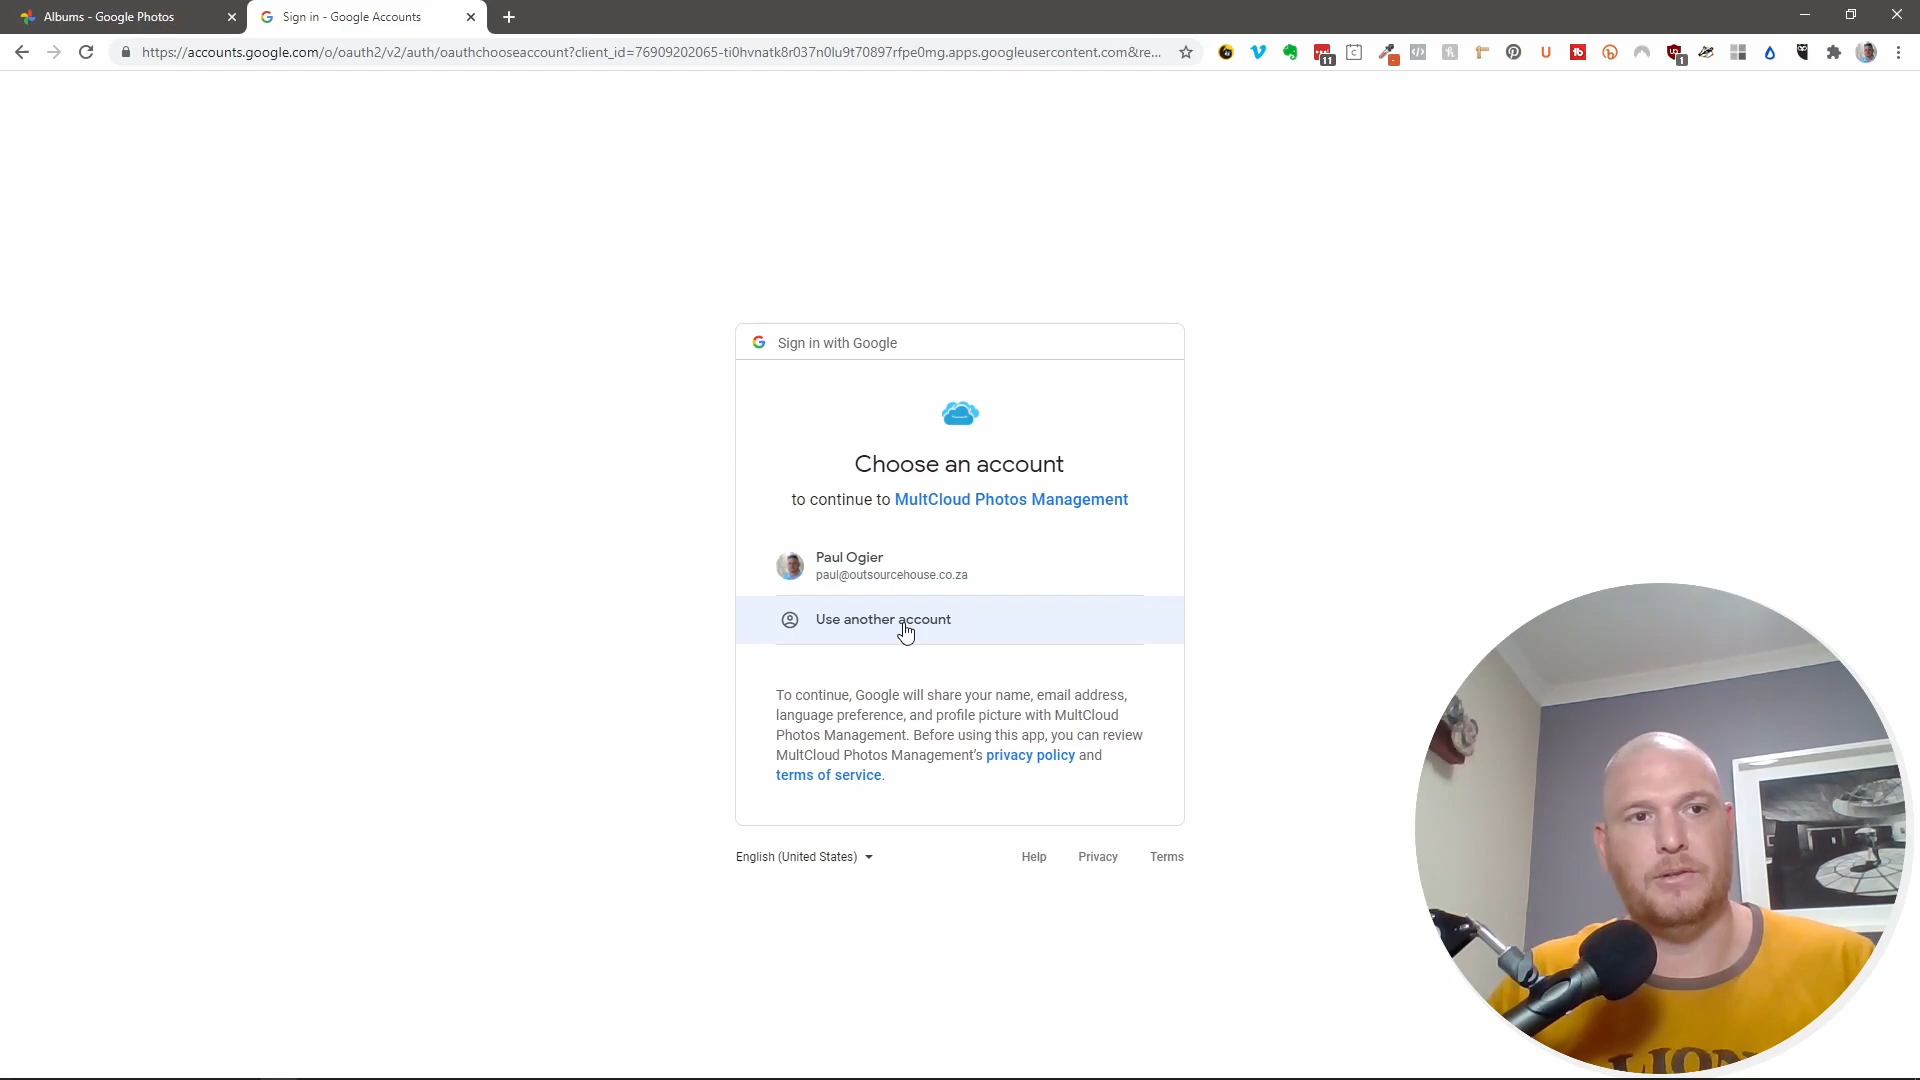 Albums - Google Photos
Sign in - Google Accounts
https://accounts.google.com/o/oauth2/v2/auth/oauthchooseaccount?client_id=76909202065-ti0hvnatk8r037n0lu9t70897rfpe0mg.apps.googleusercontent.com&re...
11
1
Sign in with Google
Choose an account
to continue to MultCloud Photos Management
Paul Ogier
paul@outsourcehouse.co.za
Use another account
To continue, Google will share your name, email address,
language preference, and profile picture with MultCloud
Photos Management. Before using this app, you can review
MultCloud Photos Management's privacy policy and
terms of service.
English (United States)
Help
Privacy
Terms
LION